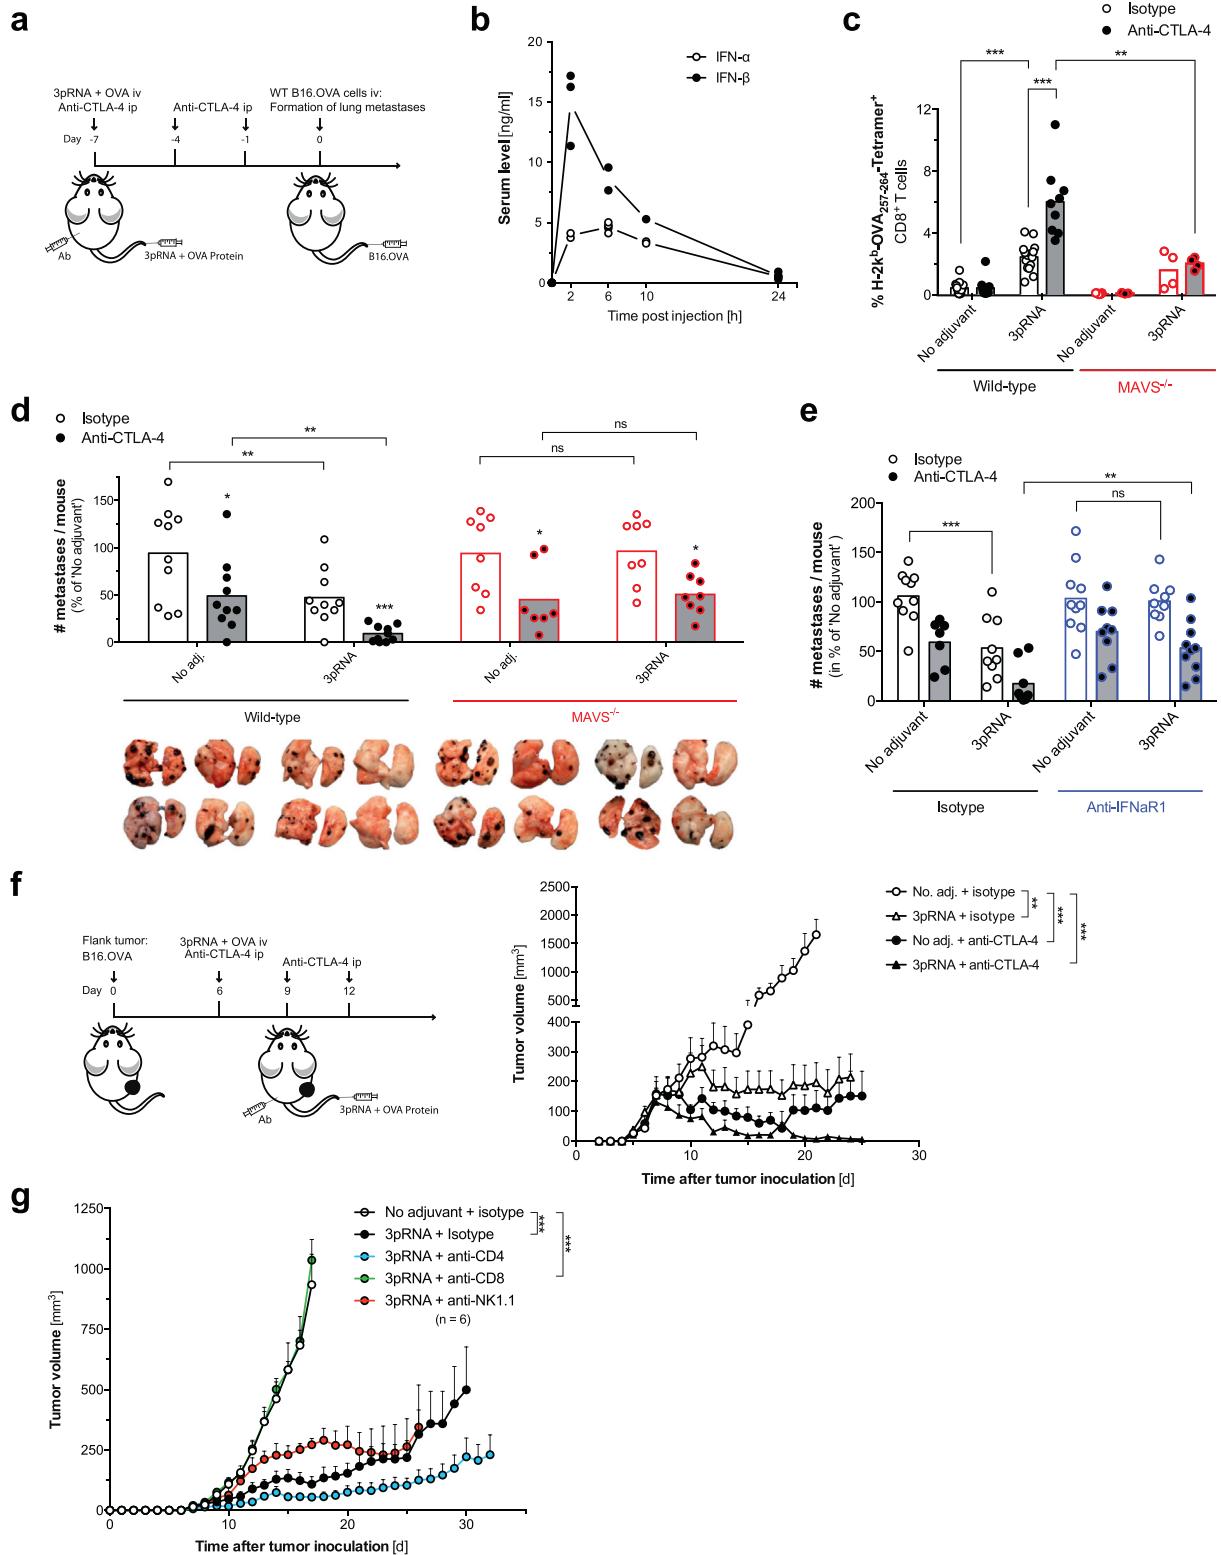 a
3pRNA + OVA iv
Anti-CTLA-4 ip
Anti-CTLA-4 ip
WT B16.OVA cells iv:
Formation of lung metastases
Day
-7
-4
-1
0
Ab
3pRNA + OVA Protein
B16.OVA
b
IFN-α
IFN-β
Serum level [ng/ml]
20
15
10
5
0
2
6
10
24
Time post injection [h]
c
Isotype
Anti-CTLA-4
***
**
***
% H-2kᵇ-OVA₂₅₇₋₂₆₄-Tetramer⁺
CD8⁺ T cells
12
8
4
0
No adjuvant
3pRNA
No adjuvant
3pRNA
Wild-type
MAVS⁻/⁻
d
Isotype
Anti-CTLA-4
**
**
ns
ns
# metastases / mouse
(% of 'No adjuvant')
150
100
50
0
*
***
*
*
No adj.
3pRNA
No adj.
3pRNA
Wild-type
MAVS⁻/⁻
e
Isotype
Anti-CTLA-4
**
ns
***
# metastases / mouse
(in % of 'No adjuvant')
200
150
100
50
0
No adjuvant
3pRNA
No adjuvant
3pRNA
Isotype
Anti-IFNaR1
f
Flank tumor:
B16.OVA
3pRNA + OVA iv
Anti-CTLA-4 ip
Anti-CTLA-4 ip
Day
0
6
9
12
Ab
3pRNA + OVA Protein
Tumor volume [mm³]
2500
2000
1500
1000
500
400
300
200
100
0
0
10
20
30
Time after tumor inoculation [d]
No. adj. + isotype
3pRNA + isotype
No adj. + anti-CTLA-4
3pRNA + anti-CTLA-4
**
***
***
g
Tumor volume [mm³]
1250
1000
750
500
250
0
0
10
20
30
Time after tumor inoculation [d]
No adjuvant + isotype
3pRNA + Isotype
3pRNA + anti-CD4
3pRNA + anti-CD8
3pRNA + anti-NK1.1
(n = 6)
***
***